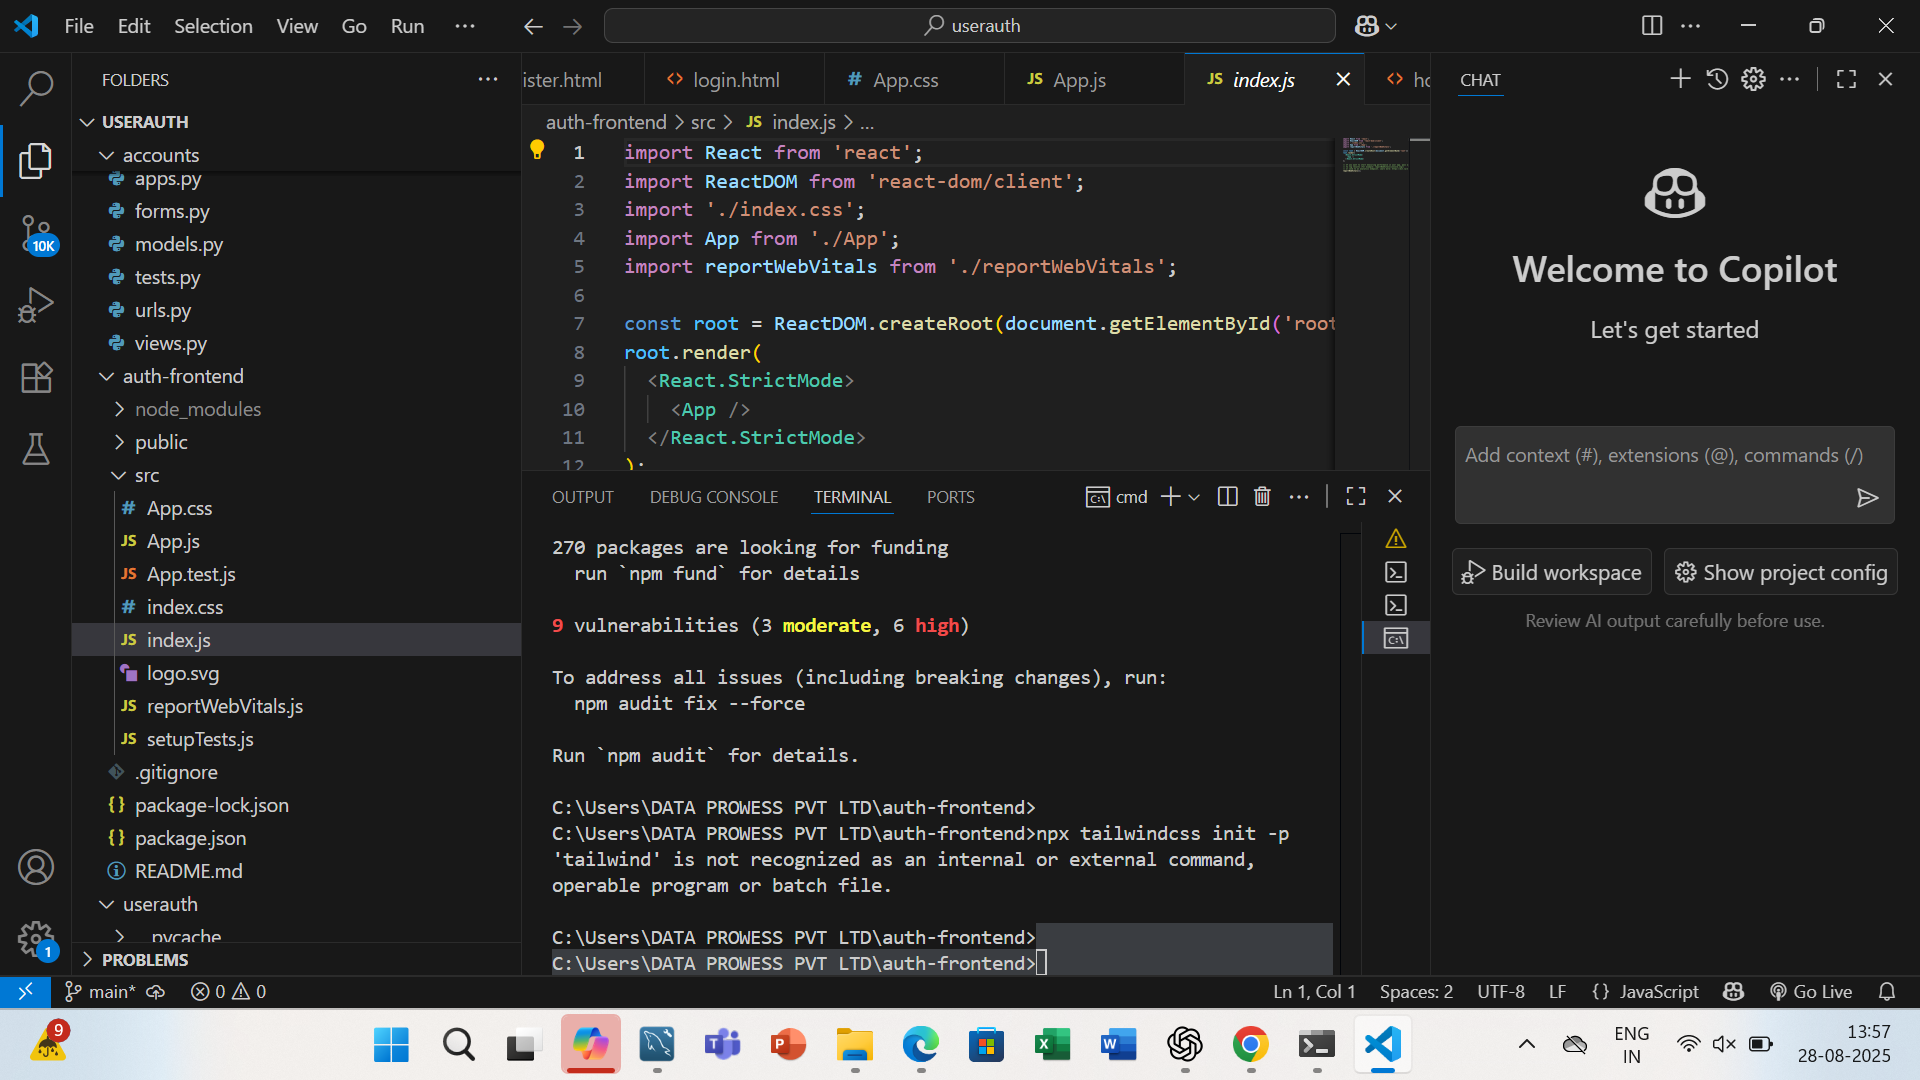 File Edit Selection View Go Run ...
userauth
FOLDERS
USERAUTH
accounts
apps.py
forms.py
models.py
tests.py
urls.py
views.py
auth-frontend
node_modules
public
src
App.css
App.js
App.test.js
index.css
index.js
logo.svg
reportWebVitals.js
setupTests.js
.gitignore
package-lock.json
package.json
README.md
userauth
pycache
PROBLEMS
10K
1
ister.html login.html App.css App.js index.js
auth-frontend > src > JS index.js > ...
1 import React from 'react';
2 import ReactDOM from 'react-dom/client';
3 import './index.css';
4 import App from './App';
5 import reportWebVitals from './reportWebVitals';
6
7 const root = ReactDOM.createRoot(document.getElementById('root
8 root.render(
9 <React.StrictMode>
10 <App />
11 </React.StrictMode>
12 );
OUTPUT DEBUG CONSOLE TERMINAL PORTS cmd
270 packages are looking for funding
run `npm fund` for details
9 vulnerabilities (3 moderate, 6 high)
To address all issues (including breaking changes), run:
npm audit fix --force
Run `npm audit` for details.
C:\Users\DATA PROWESS PVT LTD\auth-frontend>
C:\Users\DATA PROWESS PVT LTD\auth-frontend>npx tailwindcss init -p
'tailwind' is not recognized as an internal or external command,
operable program or batch file.
C:\Users\DATA PROWESS PVT LTD\auth-frontend>
C:\Users\DATA PROWESS PVT LTD\auth-frontend>
CHAT
Welcome to Copilot
Let's get started
Add context (#), extensions (@), commands (/)
Build workspace Show project config
Review AI output carefully before use.
main* 0 0 Ln 1, Col 1 Spaces: 2 UTF-8 LF {} JavaScript Go Live
9
ENG
IN
13:57
28-08-2025